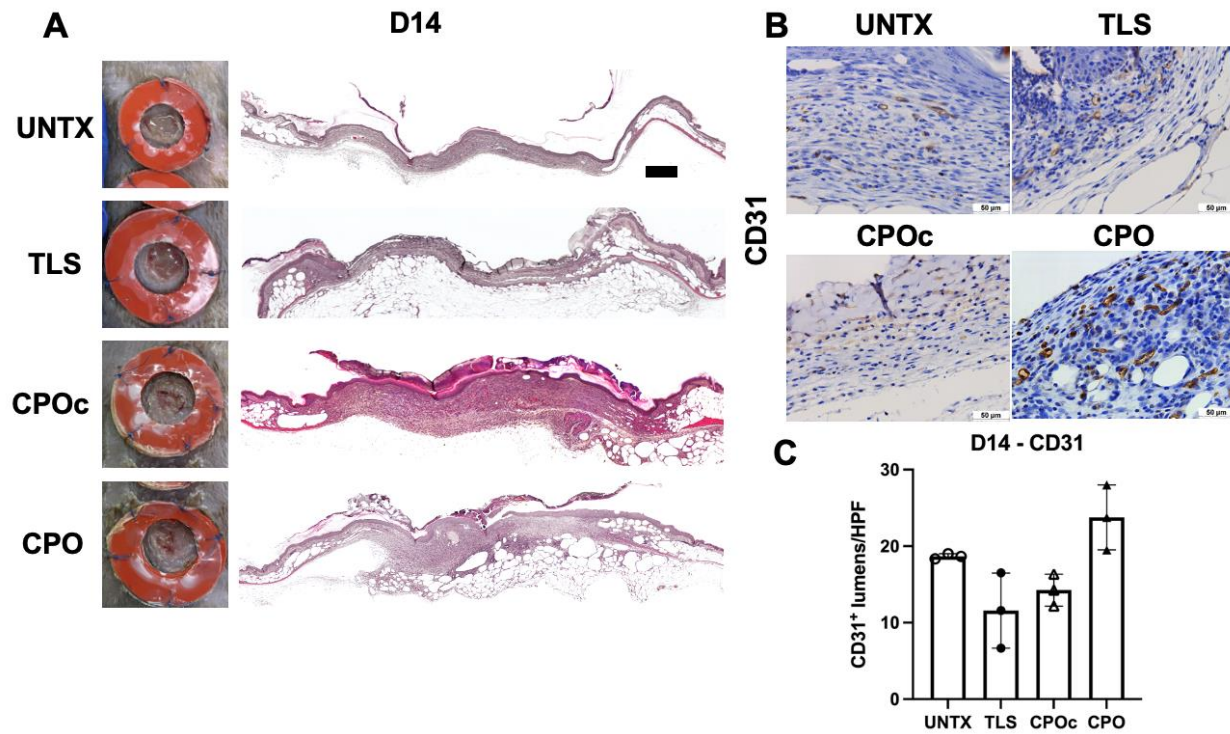 A
D14
UNTX
TLS
CPOc
CPO
B
UNTX
TLS
CD31
50 µm
50 µm
CPOc
CPO
50 µm
50 µm
C
D14 - CD31
CD31⁺ lumens/HPF
30
20
10
0
UNTX
TLS
CPOc
CPO